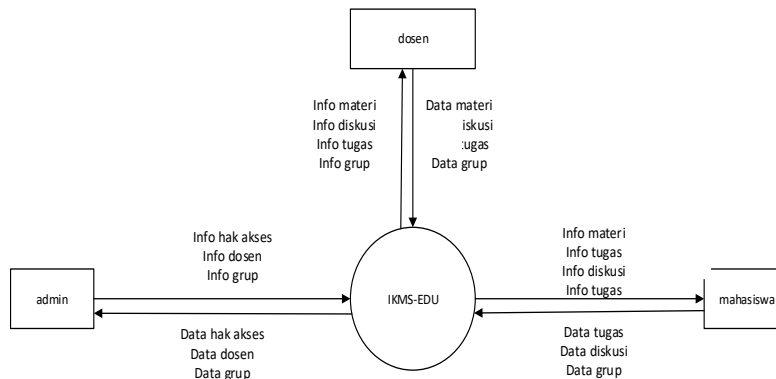 dosen
Info materi
Info diskusi
Info tugas
Info grup
Data materi
iskusi
tugas
Data grup
Info hak akses
Info dosen
Info grup
Info materi
Info tugas
Info diskusi
Info tugas
admin
IKMS-EDU
mahasiswa
Data hak akses
Data dosen
Data grup
Data tugas
Data diskusi
Data grup